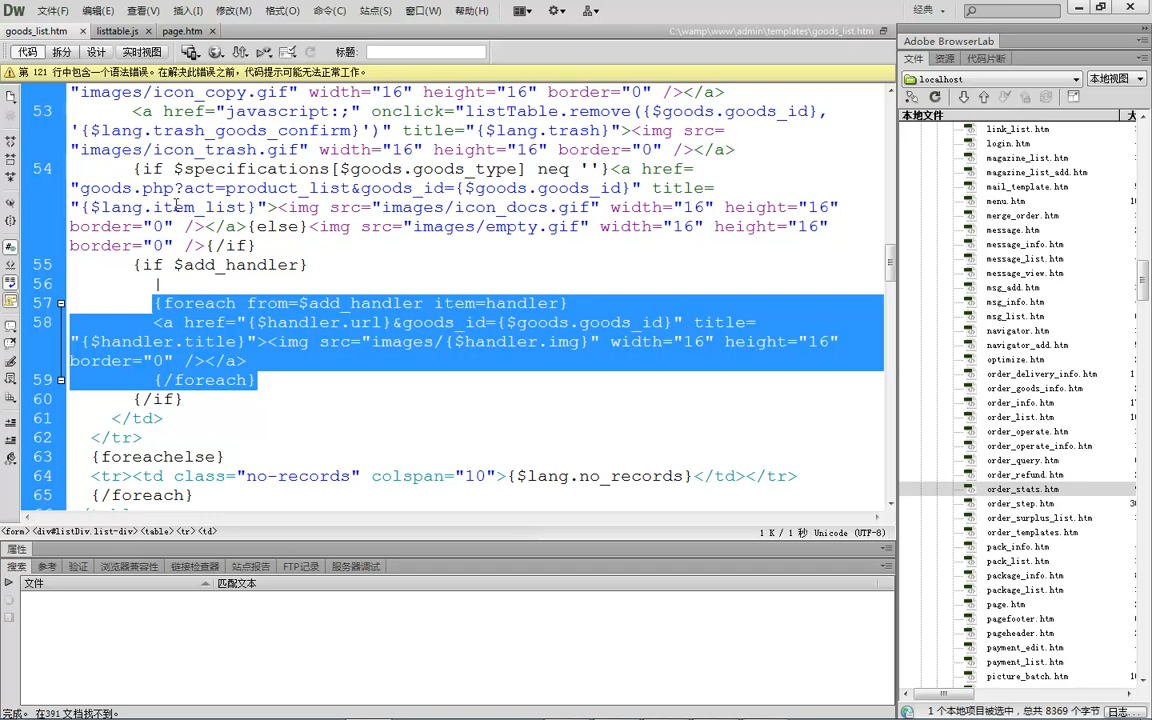 Dw 文件(F) 编辑(E) 查看(V) 插入(I) 修改(M) 格式(O) 命令(C) 站点(S) 窗口(W) 帮助(H) 经典
goods_list.htm × listtable.js × page.htm × C:\wamp\www\admin\templates\goods_list.htm
代码 拆分 设计 实时视图 标题:
第 121 行中包含一个语法错误。在解决此错误之前，代码提示可能无法正常工作。
"images/icon_copy.gif" width="16" height="16" border="0" /></a>
53 <a href="javascript:;" onclick="listTable.remove({$goods.goods_id},
'{$lang.trash_goods_confirm}')" title="{$lang.trash}"><img src=
"images/icon_trash.gif" width="16" height="16" border="0" /></a>
54 {if $specifications[$goods.goods_type] neq ''}<a href=
"goods.php?act=product_list&goods_id={$goods.goods_id}" title=
"{$lang.item_list}"><img src="images/icon_docs.gif" width="16" height="16"
border="0" /></a>{else}<img src="images/empty.gif" width="16" height="16"
border="0" />{/if}
55 {if $add_handler}
56
57 {foreach from=$add_handler item=handler}
58 <a href="{$handler.url}&goods_id={$goods.goods_id}" title=
"{$handler.title}"><img src="images/{$handler.img}" width="16" height="16"
border="0" /></a>
59 {/foreach}
60 {/if}
61 </td>
62 </tr>
63 {foreachelse}
64 <tr><td class="no-records" colspan="10">{$lang.no_records}</td></tr>
65 {/foreach}
<form><div#listDiv.list-div><table><tr><td> 1 K / 1 秒 Unicode (UTF-8)
属性
搜索 参考 验证 浏览器兼容性 链接检查器 站点报告 FTP记录 服务器调试
文件 匹配文本
完成。 在391 文档找不到。
Adobe BrowserLab
文件 资源 代码片断
localhost 本地视图
本地文件 大
link_list.htm
login.htm
magazine_list.htm
magazine_list_add.htm
mail_template.htm
menu.htm
merge_order.htm
message.htm
message_info.htm
message_list.htm
message_view.htm
msg_add.htm
msg_info.htm
msg_list.htm
navigator.htm
navigator_add.htm
optimize.htm
order_delivery_info.htm 1
order_goods_info.htm
order_info.htm 1
order_list.htm 1
order_operate.htm
order_operate_info.htm
order_query.htm
order_refund.htm
order_stats.htm
order_step.htm 3
order_surplus_list.htm
order_templates.htm
pack_info.htm
pack_list.htm
package_info.htm
package_list.htm
page.htm
pagefooter.htm
pageheader.htm
payment_edit.htm
payment_list.htm
picture_batch.htm 1
1 个本地项目被选中，总共 8369 个字节 日志...